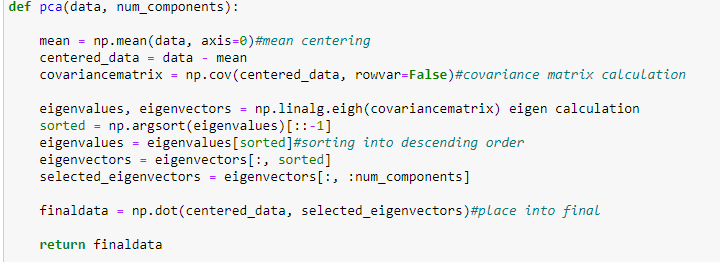 def pca(data, num_components):
mean = np.mean(data, axis=0)#mean centering
centered_data = data - mean
covariancematrix = np.cov(centered_data, rowvar=False)#covariance matrix calculation
eigenvalues, eigenvectors = np.linalg.eigh(covariancematrix) eigen calculation
sorted = np.argsort(eigenvalues)[::-1]
eigenvalues = eigenvalues[sorted]#sorting into descending order
eigenvectors = eigenvectors[:, sorted]
selected_eigenvectors = eigenvectors[:, :num_components]
finaldata = np.dot(centered_data, selected_eigenvectors)#place into final
return finaldata